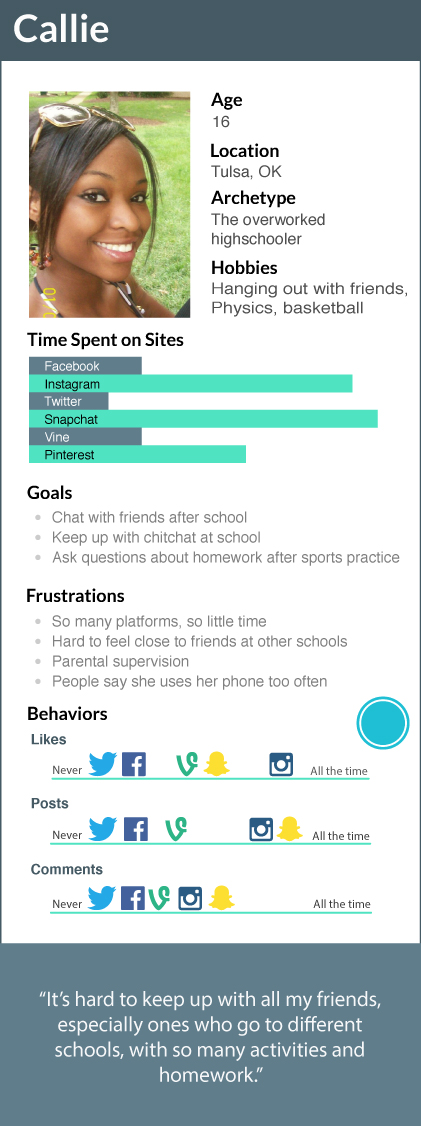 Callie
Age
16
Location
Tulsa, OK
Archetype
The overworked
highschooler
Hobbies
Hanging out with friends,
Physics, basketball
Time Spent on Sites
Facebook
Instagram
Twitter
Snapchat
Vine
Pinterest
Goals
Chat with friends after school
Keep up with chitchat at school
Ask questions about homework after sports practice
Frustrations
So many platforms, so little time
Hard to feel close to friends at other schools
Parental supervision
People say she uses her phone too often
Behaviors
Likes
Never All the time
Posts
Never All the time
Comments
Never All the time
“It’s hard to keep up with all my friends,
especially ones who go to different
schools, with so many activities and
homework.”